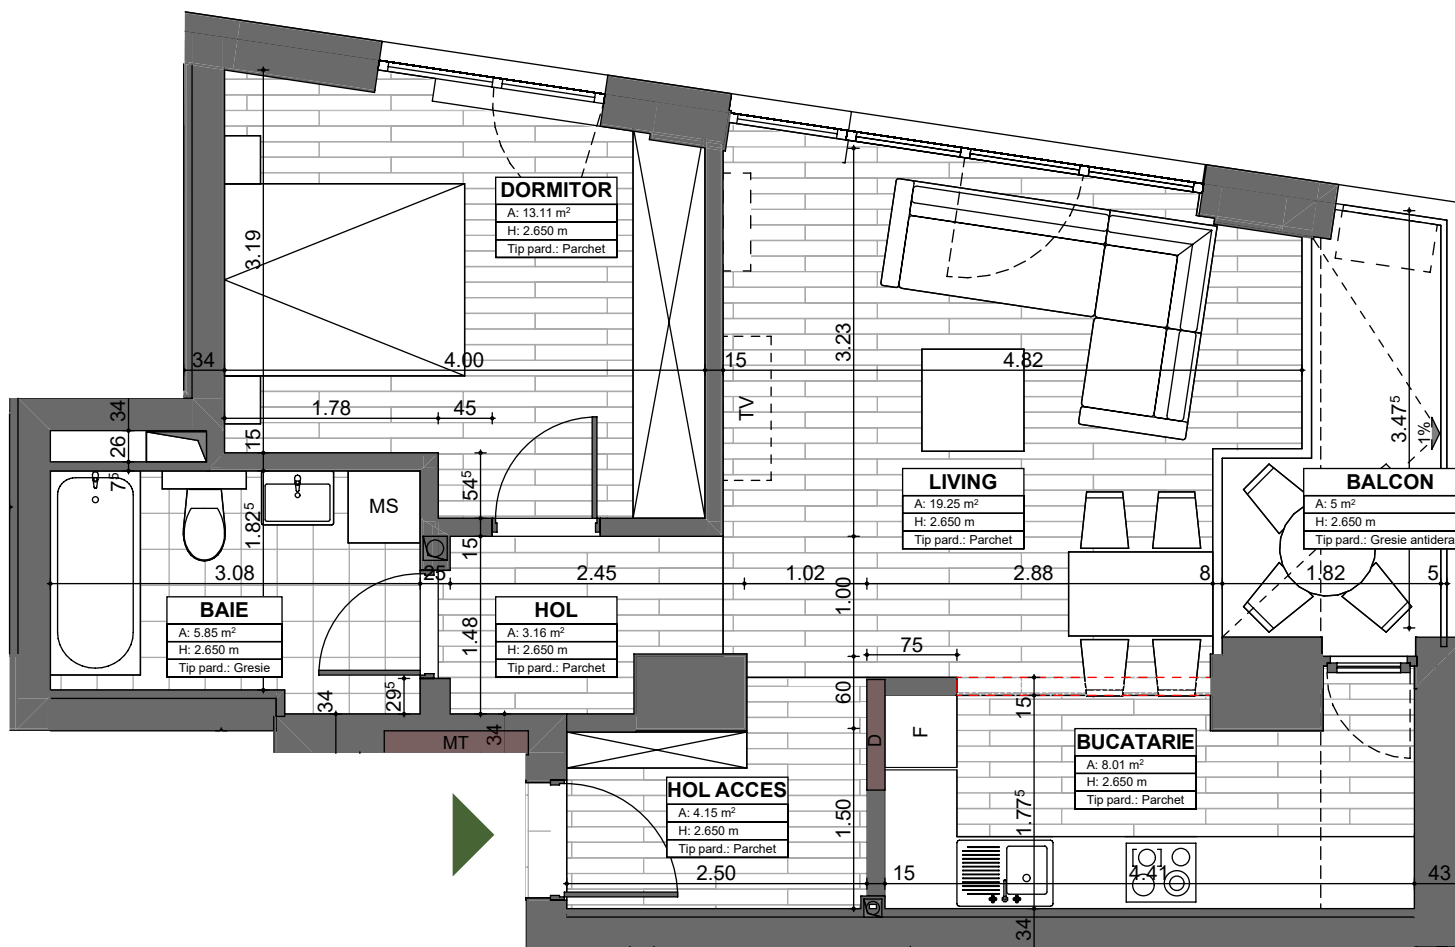 DORMITOR
A: 13.11 m²
H: 2.650 m
Tip pard.: Parchet
3.19
34
4.00
15
3.23
4.82
TV
1.78
45
34
26
15
7⁵
54⁵
3.47⁵
1%
LIVING
A: 19.25 m²
H: 2.650 m
Tip pard.: Parchet
BALCON
A: 5 m²
H: 2.650 m
Tip pard.: Gresie antidera
MS
1.82⁵
15
3.08
25
2.45
1.02
1.00
2.88
8
1.82
5
BAIE
A: 5.85 m²
H: 2.650 m
Tip pard.: Gresie
HOL
A: 3.16 m²
H: 2.650 m
Tip pard.: Parchet
1.48
75
34
29⁵
60
15
MT
34
D
F
BUCATARIE
A: 8.01 m²
H: 2.650 m
Tip pard.: Parchet
HOL ACCES
A: 4.15 m²
H: 2.650 m
Tip pard.: Parchet
1.50
1.77⁵
2.50
15
4.41
43
34